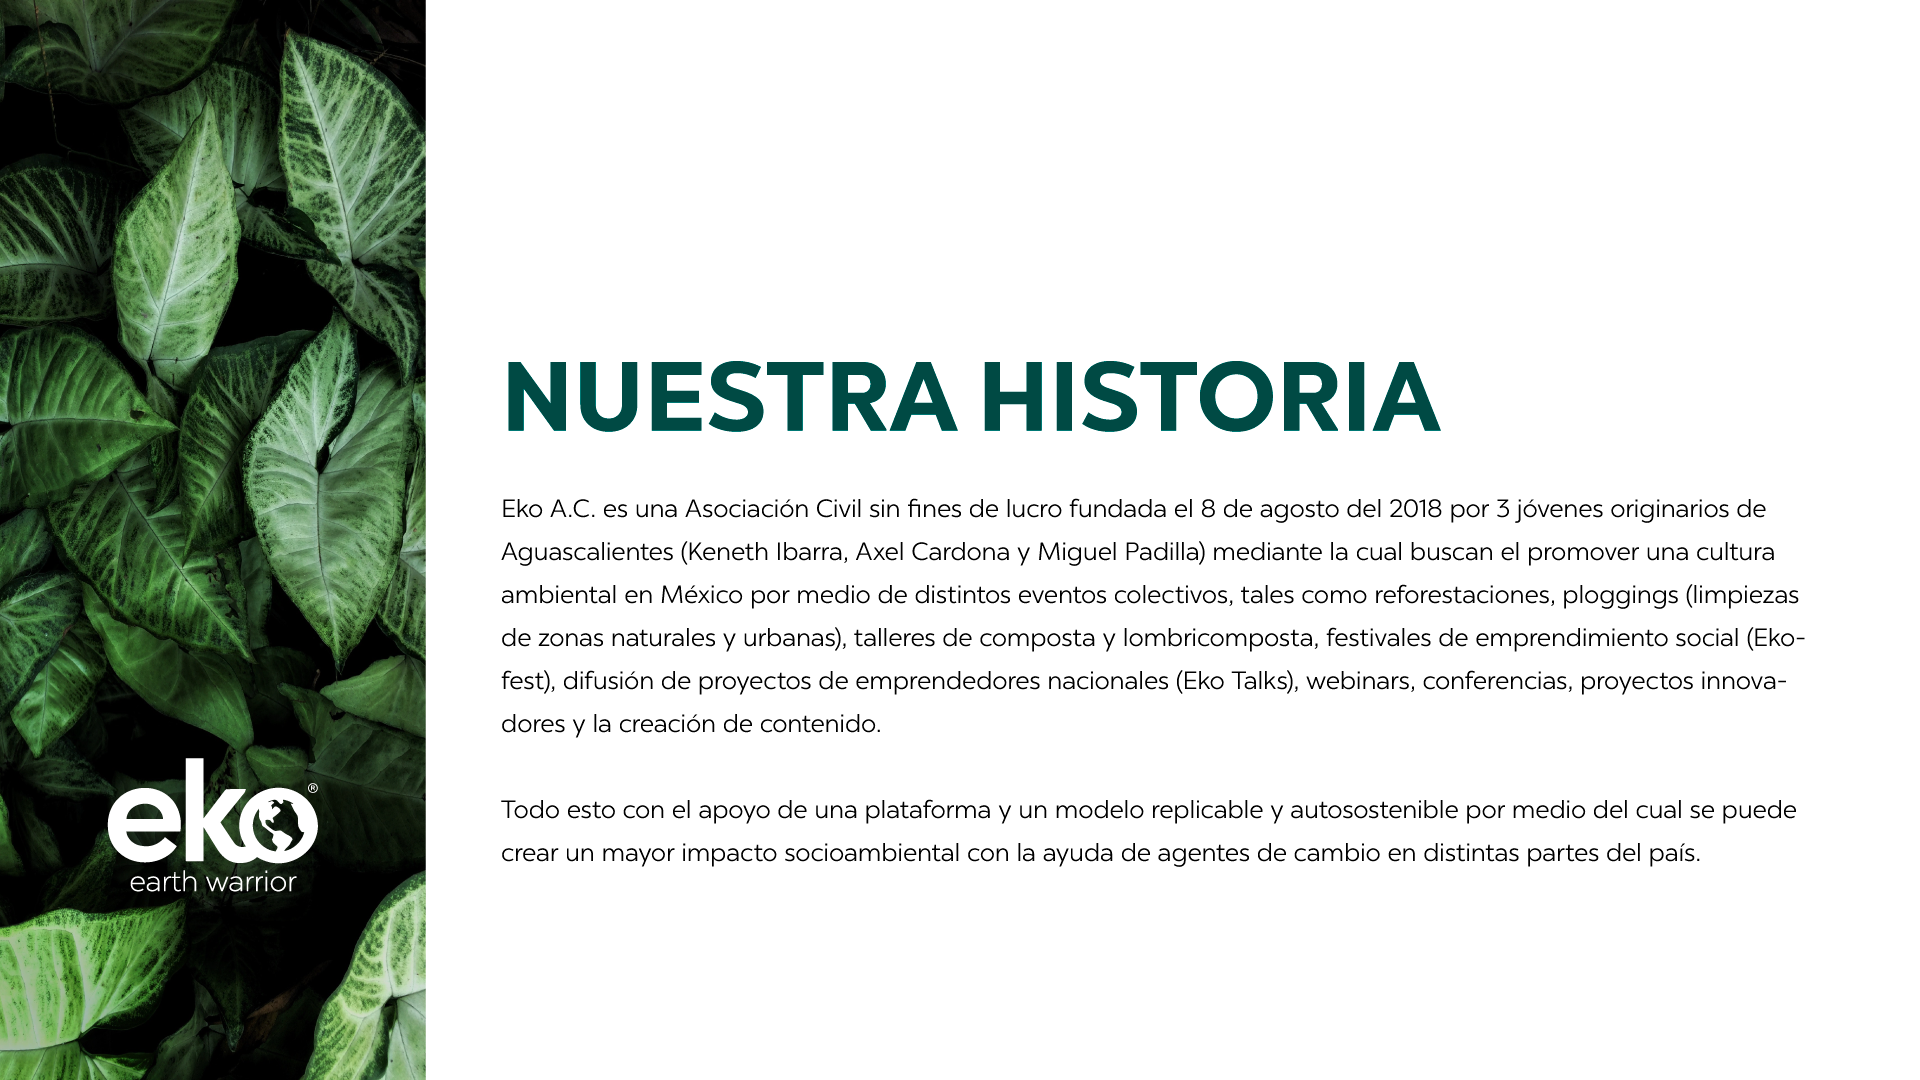 NUESTRA HISTORIA
Eko A.C. es una Asociación Civil sin fines de lucro fundada el 8 de agosto del 2018 por 3 jóvenes originarios de
Aguascalientes (Keneth Ibarra, Axel Cardona y Miguel Padilla) mediante la cual buscan el promover una cultura
ambiental en México por medio de distintos eventos colectivos, tales como reforestaciones, ploggings (limpiezas
de zonas naturales y urbanas), talleres de composta y lombricomposta, festivales de emprendimiento social (Eko-
fest), difusión de proyectos de emprendedores nacionales (Eko Talks), webinars, conferencias, proyectos innova-
dores y la creación de contenido.
Todo esto con el apoyo de una plataforma y un modelo replicable y autosostenible por medio del cual se puede
crear un mayor impacto socioambiental con la ayuda de agentes de cambio en distintas partes del país.
eko®
earth warrior